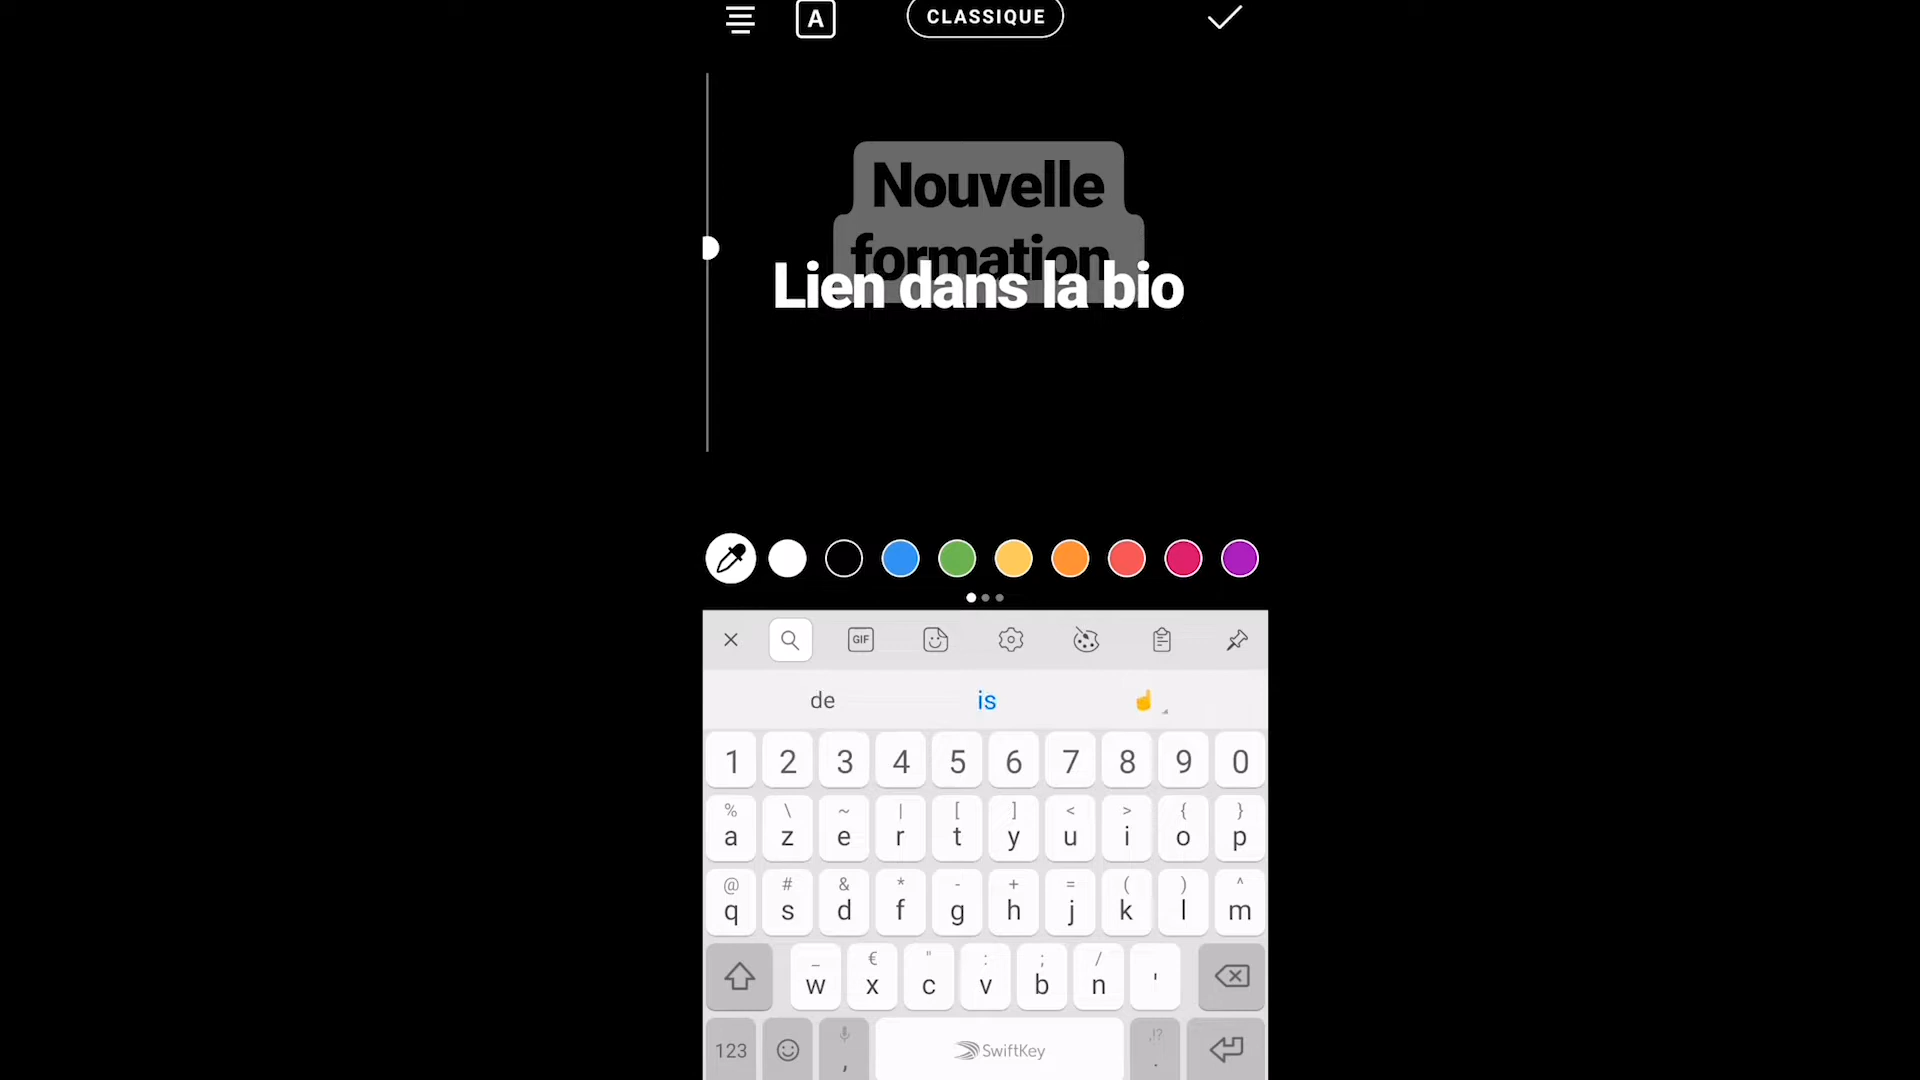 A CLASSIQUE
Nouvelle
formation
Lien dans la bio
GIF
de is ☝
1 2 3 4 5 6 7 8 9 0
% \ ~ | [ ] < > { }
a z e r t y u i o p
@ # & * - + = ( ) ^
q s d f g h j k l m
_ € " : ; /
w x c v b n '
,!?
123 , SwiftKey .